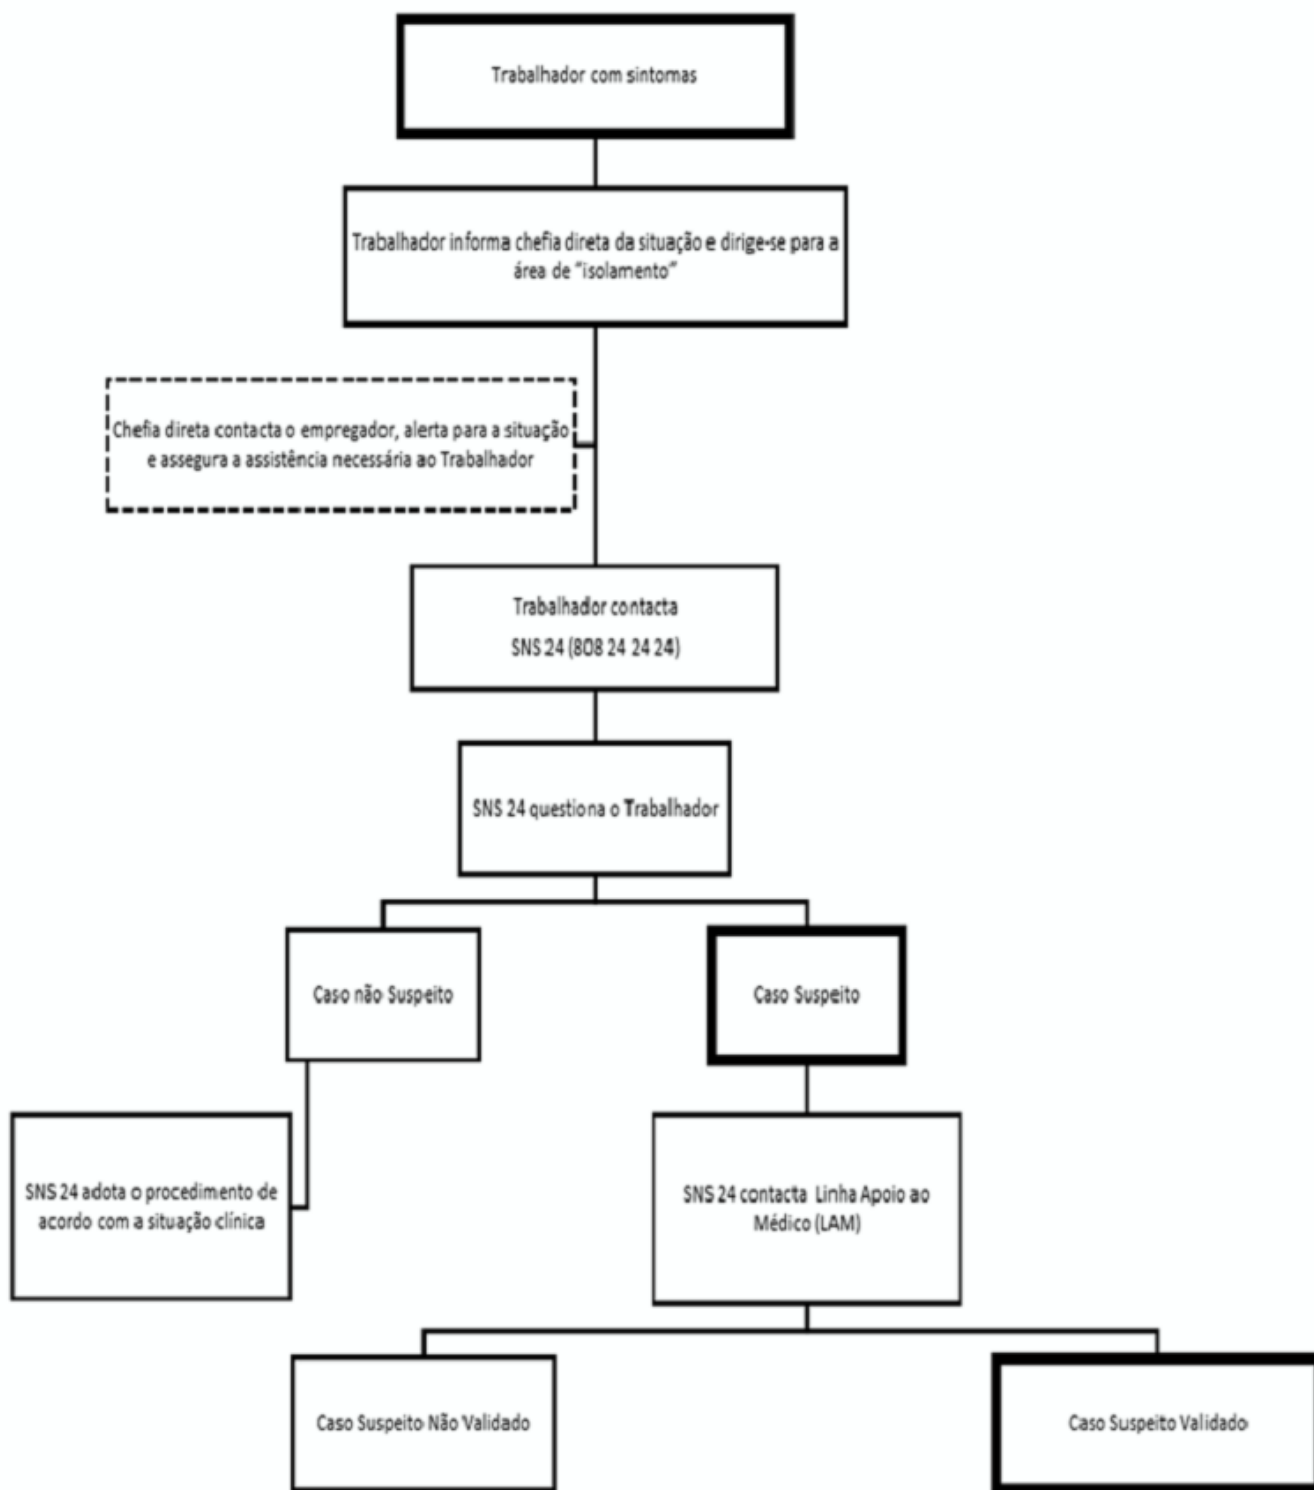 Trabalhador com sintomas
Trabalhador informa chefia direta da situação e dirige-se para a
área de “isolamento”
Chefia direta contacta o empregador, alerta para a situação
e assegura a assistência necessária ao Trabalhador
Trabalhador contacta
SNS 24 (808 24 24 24)
SNS 24 questiona o Trabalhador
Caso não Suspeito
Caso Suspeito
SNS 24 adota o procedimento de
acordo com a situação clínica
SNS 24 contacta Linha Apoio ao
Médico (LAM)
Caso Suspeito Não Validado
Caso Suspeito Validado